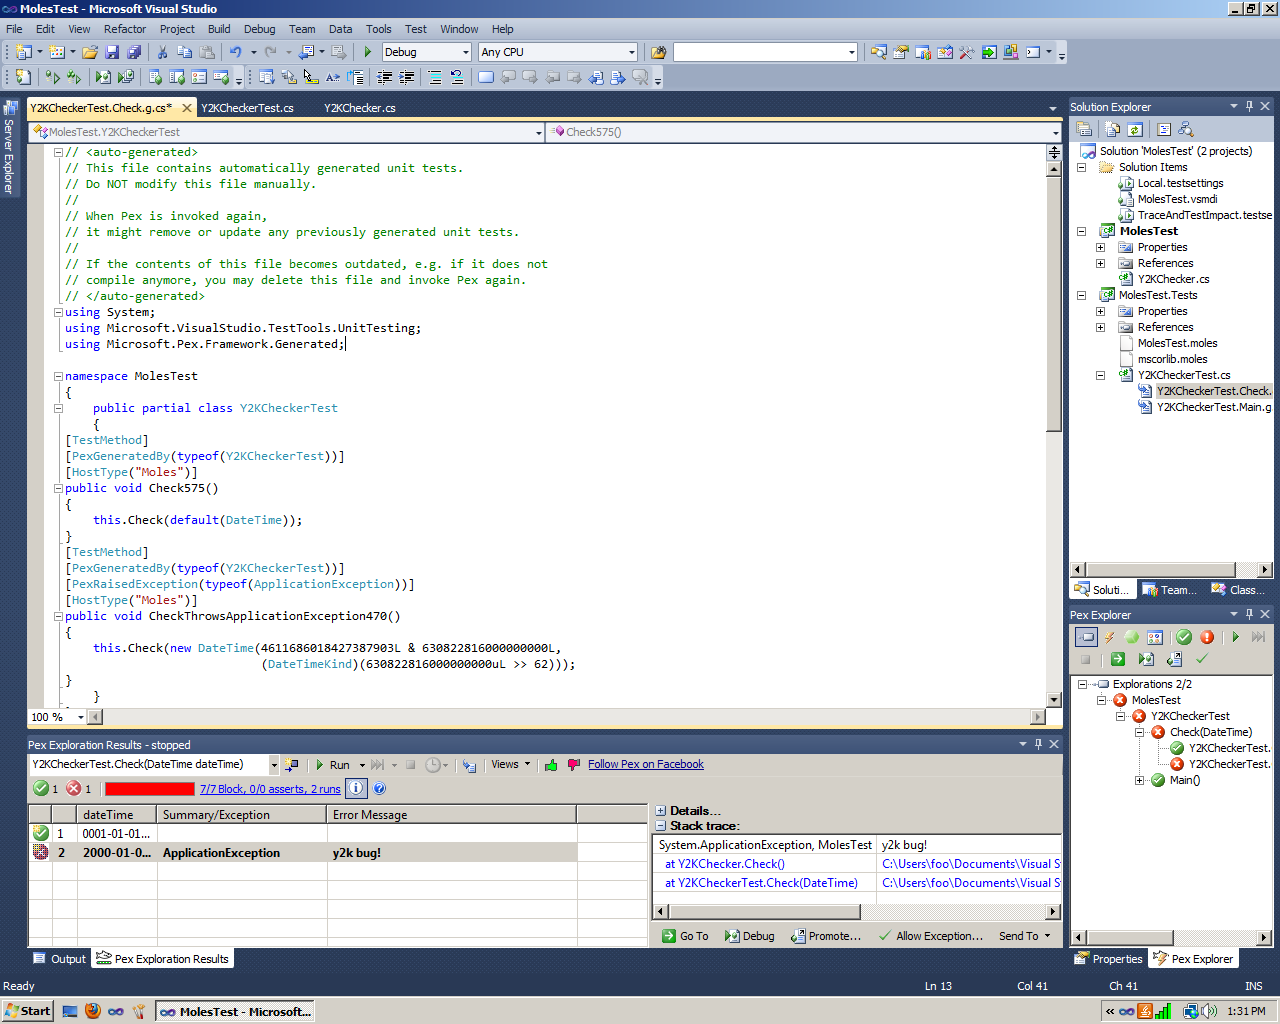 MolesTest - Microsoft Visual Studio
File Edit View Refactor Project Build Debug Team Data Tools Test Window Help
Debug Any CPU
Server Explorer
Y2KCheckerTest.Check.g.cs* Y2KCheckerTest.cs Y2KChecker.cs
MolesTest.Y2KCheckerTest Check575()
// <auto-generated>
// This file contains automatically generated unit tests.
// Do NOT modify this file manually.
//
// When Pex is invoked again,
// it might remove or update any previously generated unit tests.
//
// If the contents of this file becomes outdated, e.g. if it does not
// compile anymore, you may delete this file and invoke Pex again.
// </auto-generated>
using System;
using Microsoft.VisualStudio.TestTools.UnitTesting;
using Microsoft.Pex.Framework.Generated;
namespace MolesTest
{
public partial class Y2KCheckerTest
{
[TestMethod]
[PexGeneratedBy(typeof(Y2KCheckerTest))]
[HostType("Moles")]
public void Check575()
{
this.Check(default(DateTime));
}
[TestMethod]
[PexGeneratedBy(typeof(Y2KCheckerTest))]
[PexRaisedException(typeof(ApplicationException))]
[HostType("Moles")]
public void CheckThrowsApplicationException470()
{
this.Check(new DateTime(4611686018427387903L & 630822816000000000L,
(DateTimeKind)(630822816000000000uL >> 62)));
}
}
100 %
Solution Explorer
Solution 'MolesTest' (2 projects)
Solution Items
Local.testsettings
MolesTest.vsmdi
TraceAndTestImpact.testse
MolesTest
Properties
References
Y2KChecker.cs
MolesTest.Tests
Properties
References
MolesTest.moles
mscorlib.moles
Y2KCheckerTest.cs
Y2KCheckerTest.Check.
Y2KCheckerTest.Main.g
Soluti... Team... Class...
Pex Explorer
Explorations 2/2
MolesTest
Y2KCheckerTest
Check(DateTime)
Y2KCheckerTest.
Y2KCheckerTest.
Main()
Properties Pex Explorer
Pex Exploration Results - stopped
Y2KCheckerTest.Check(DateTime dateTime) Run Views Follow Pex on Facebook
1 1 7/7 Block, 0/0 asserts, 2 runs
dateTime Summary/Exception Error Message
1 0001-01-01...
2 2000-01-0... ApplicationException y2k bug!
Details...
Stack trace:
System.ApplicationException, MolesTest y2k bug!
at Y2KChecker.Check() C:\Users\foo\Documents\Visual St
at Y2KCheckerTest.Check(DateTime) C:\Users\foo\Documents\Visual St
Go To Debug Promote... Allow Exception... Send To
Output Pex Exploration Results
Ready Ln 13 Col 41 Ch 41 INS
Start MolesTest - Microsoft... 1:31 PM